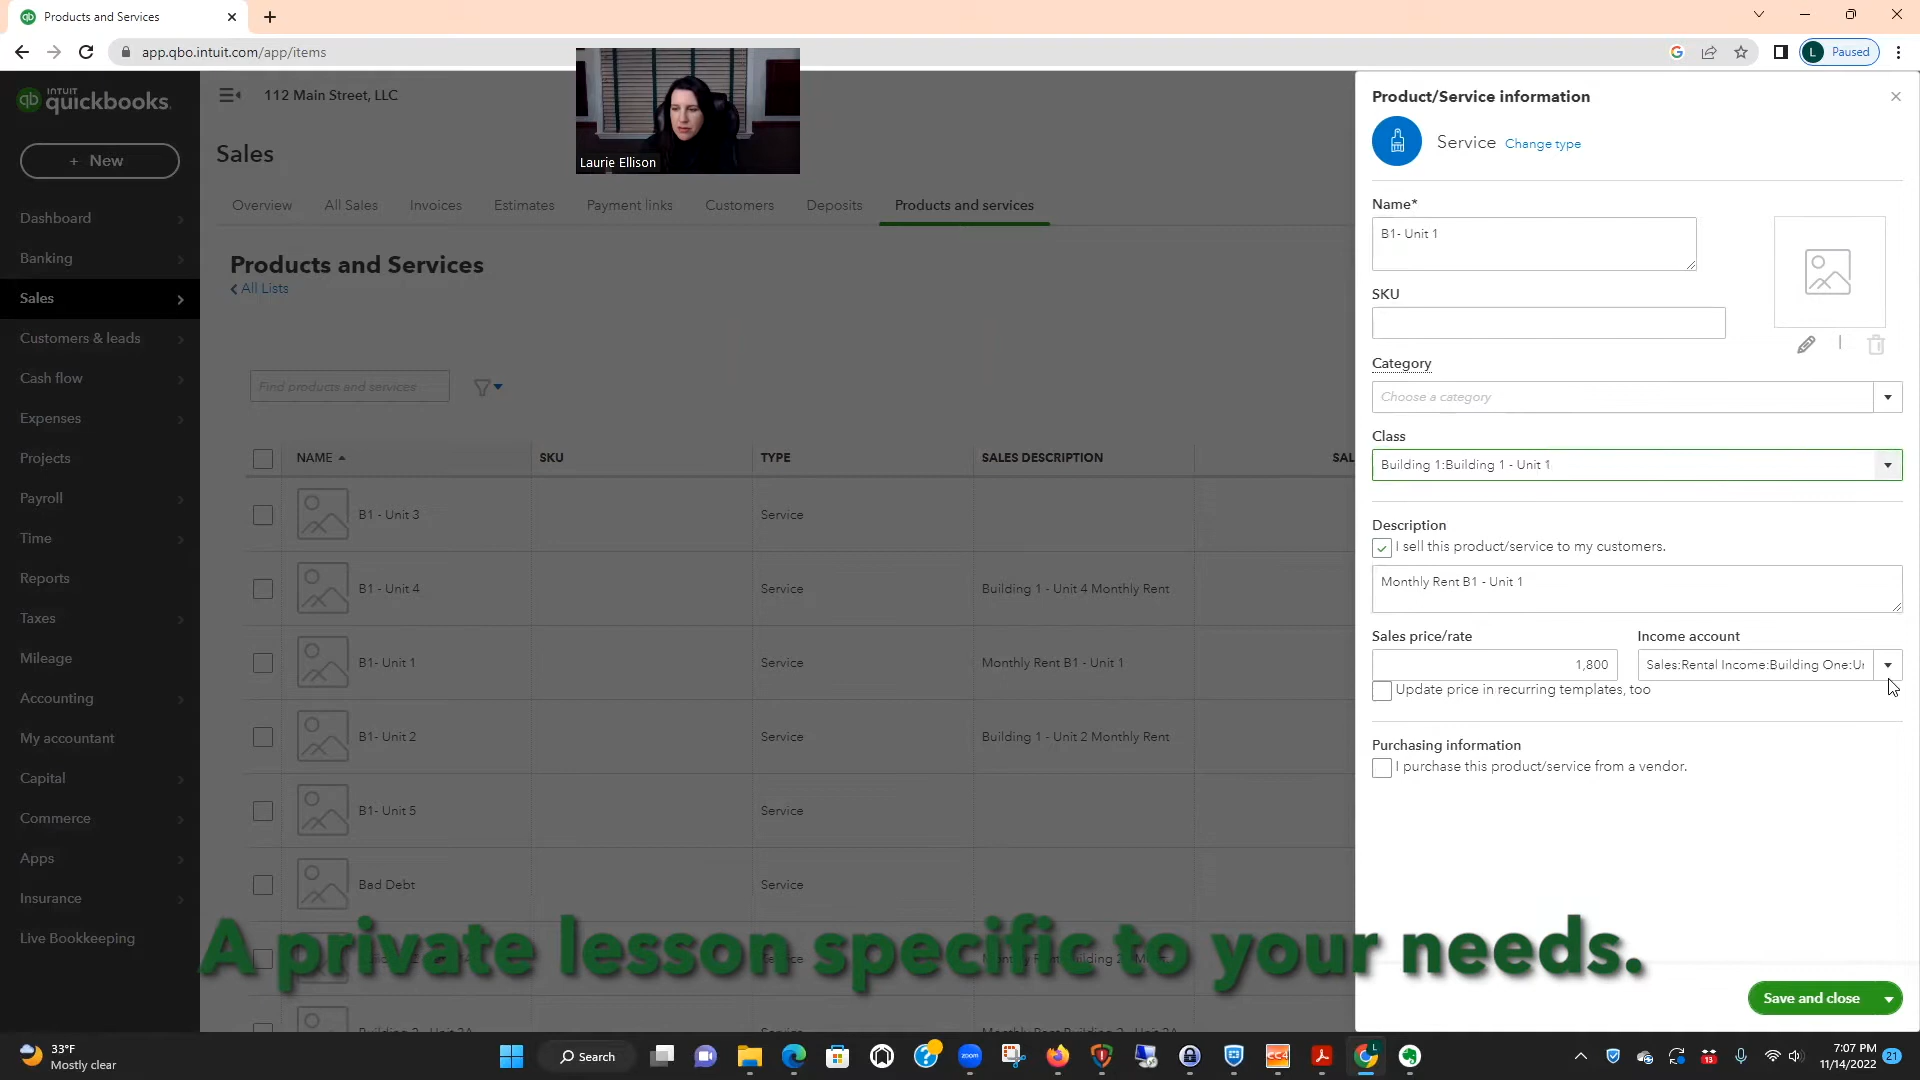 Products and Services
app.qbo.intuit.com/app/items
L Paused
INTUIT
quickbooks.
+ New
Dashboard
Banking
Sales
Customers & leads
Cash flow
Expenses
Projects
Payroll
Time
Reports
Taxes
Mileage
Accounting
My accountant
Capital
Commerce
Apps
Insurance
Live Bookkeeping
112 Main Street, LLC
Laurie Ellison
Sales
Overview All Sales Invoices Estimates Payment links Customers Deposits Products and services
Products and Services
All Lists
Find products and services
NAME SKU TYPE SALES DESCRIPTION SAL
B1 - Unit 3 Service
B1 - Unit 4 Service Building 1 - Unit 4 Monthly Rent
B1- Unit 1 Service Monthly Rent B1 - Unit 1
B1- Unit 2 Service Building 1 - Unit 2 Monthly Rent
B1- Unit 5 Service
Bad Debt Service
A private lesson specific to your needs.
Product/Service information
Service Change type
Name*
B1- Unit 1
SKU
Category
Choose a category
Class
Building 1:Building 1 - Unit 1
Description
I sell this product/service to my customers.
Monthly Rent B1 - Unit 1
Sales price/rate Income account
1,800 Sales:Rental Income:Building One:Ur
Update price in recurring templates, too
Purchasing information
I purchase this product/service from a vendor.
Save and close
33°F
Mostly clear
Search
zoom
CC4
L
13
7:07 PM
11/14/2022
21